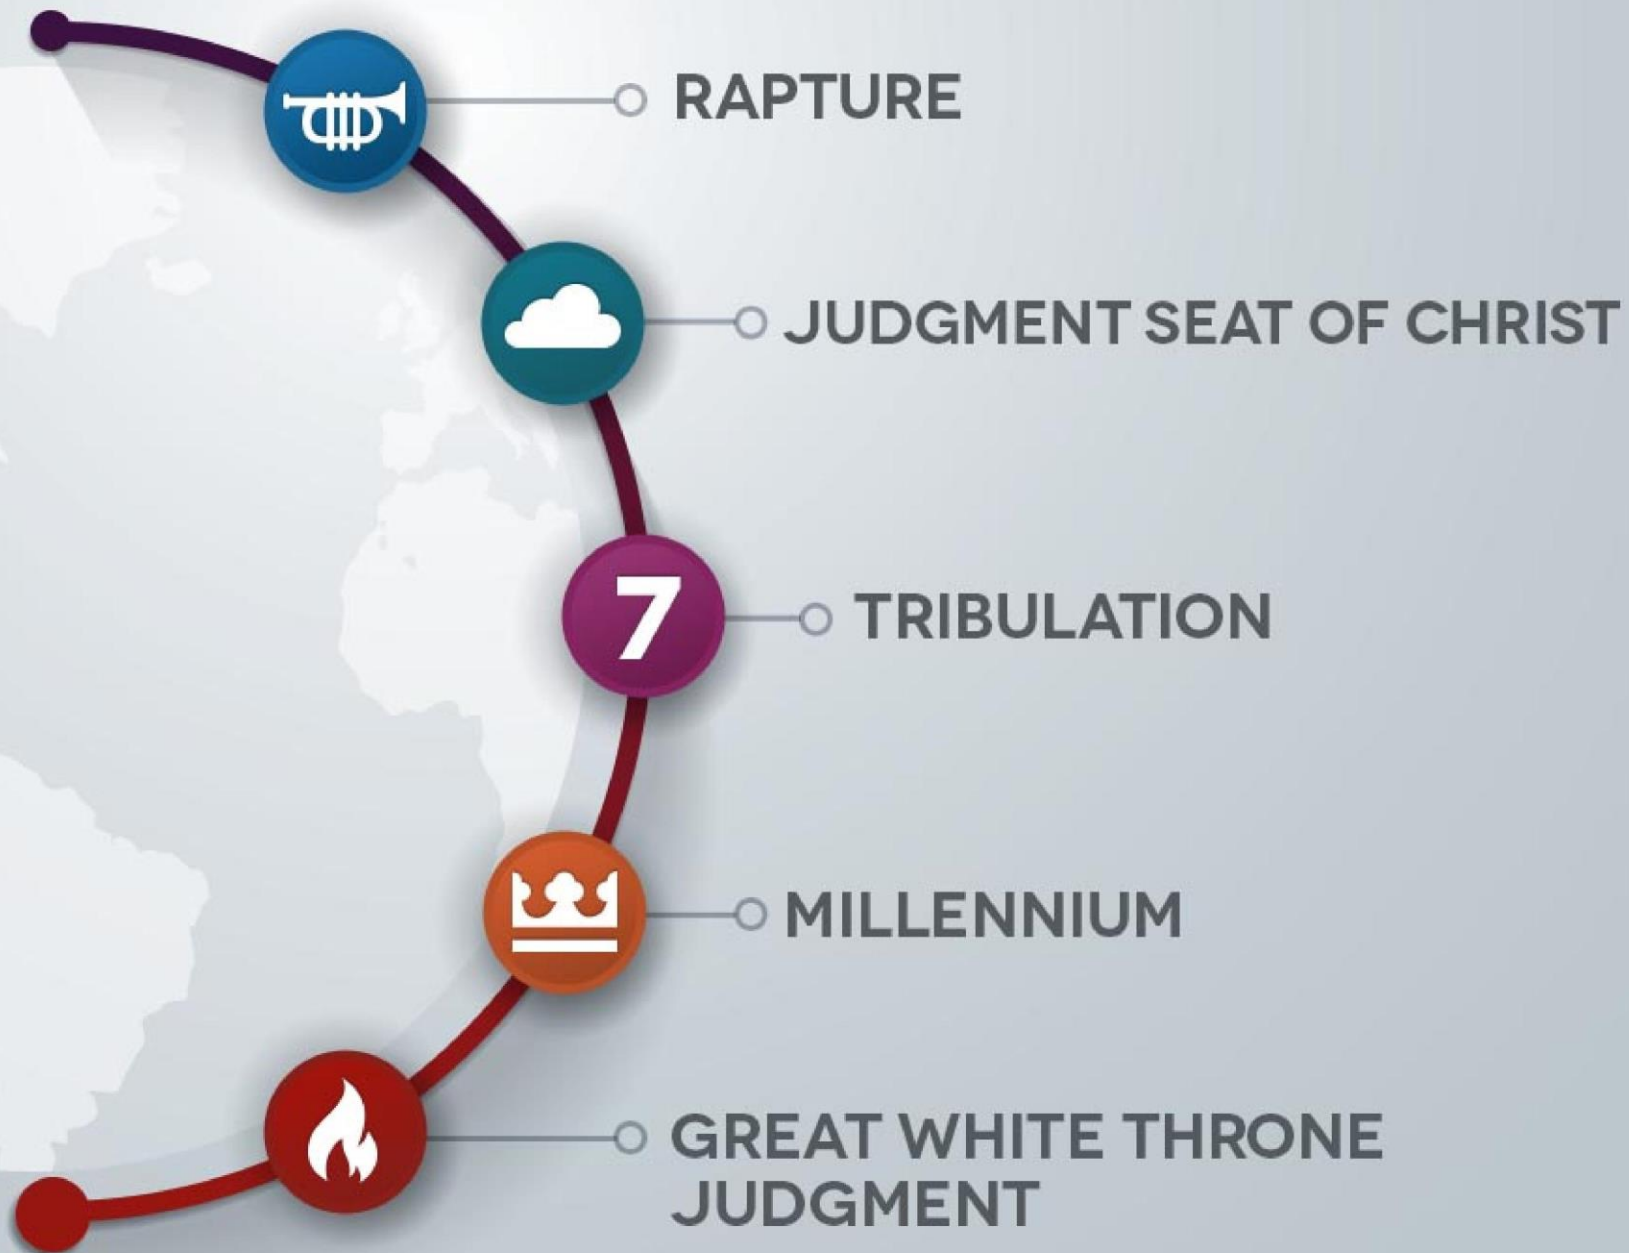 RAPTURE
JUDGMENT SEAT OF CHRIST
7
TRIBULATION
MILLENNIUM
GREAT WHITE THRONE
JUDGMENT